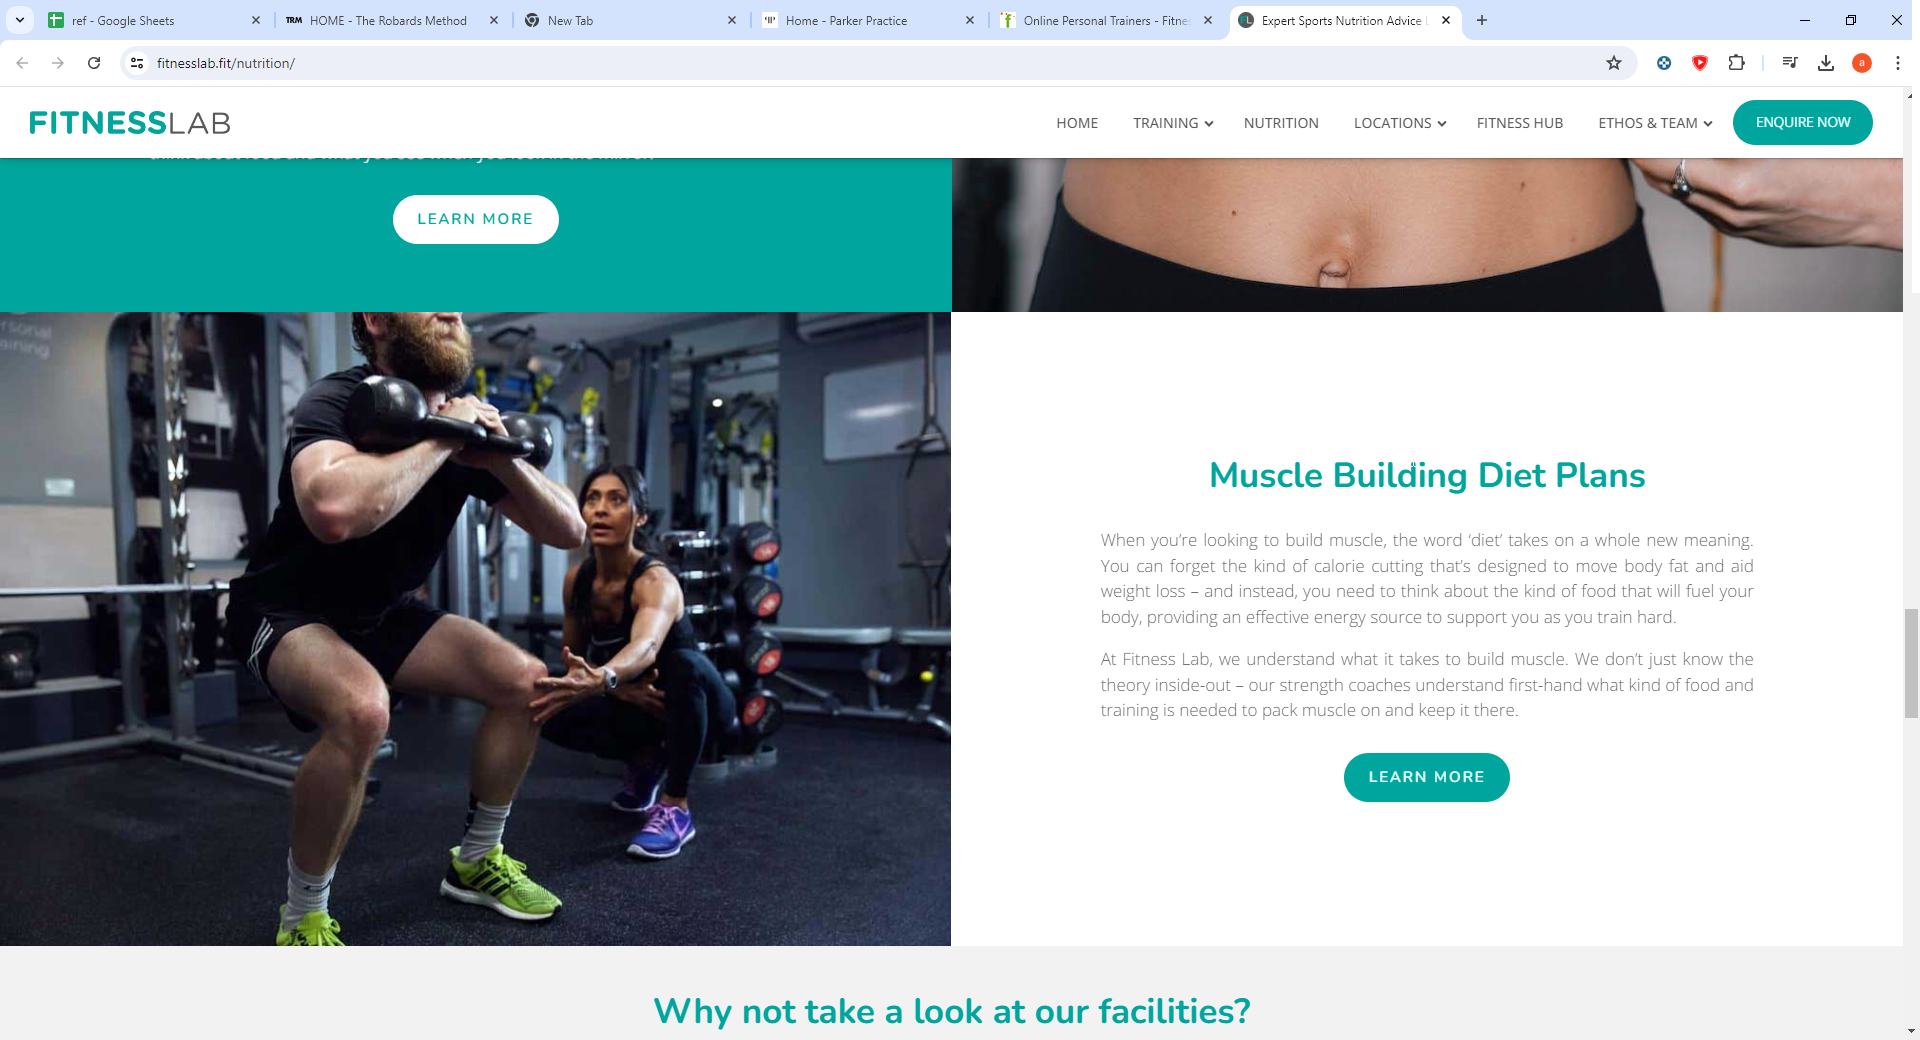 ref - Google Sheets
TRM HOME - The Robards Method
New Tab
Home - Parker Practice
Online Personal Trainers - Fitne
Expert Sports Nutrition Advice
fitnesslab.fit/nutrition/
a
FITNESSLAB
HOME
TRAINING
NUTRITION
LOCATIONS
FITNESS HUB
ETHOS & TEAM
ENQUIRE NOW
LEARN MORE
Muscle Building Diet Plans
When you’re looking to build muscle, the word ‘diet’ takes on a whole new meaning.
You can forget the kind of calorie cutting that’s designed to move body fat and aid
weight loss – and instead, you need to think about the kind of food that will fuel your
body, providing an effective energy source to support you as you train hard.
At Fitness Lab, we understand what it takes to build muscle. We don’t just know the
theory inside-out – our strength coaches understand first-hand what kind of food and
training is needed to pack muscle on and keep it there.
LEARN MORE
Why not take a look at our facilities?